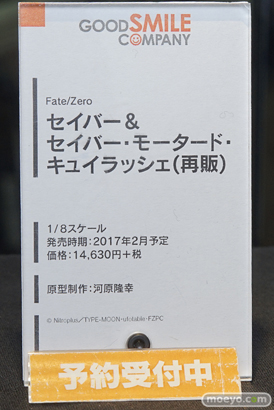 GOOD SMILE
COMPANY
Fate/Zero
セイバー＆
セイバー・モータード・
キュイラッシェ(再販)
1/8スケール
発売時期：2017年2月予定
価格：14,630円+税
原型制作：河原隆幸
© Nitroplus／TYPE-MOON・ufotable・FZPC
予約受付中
moeyo.com